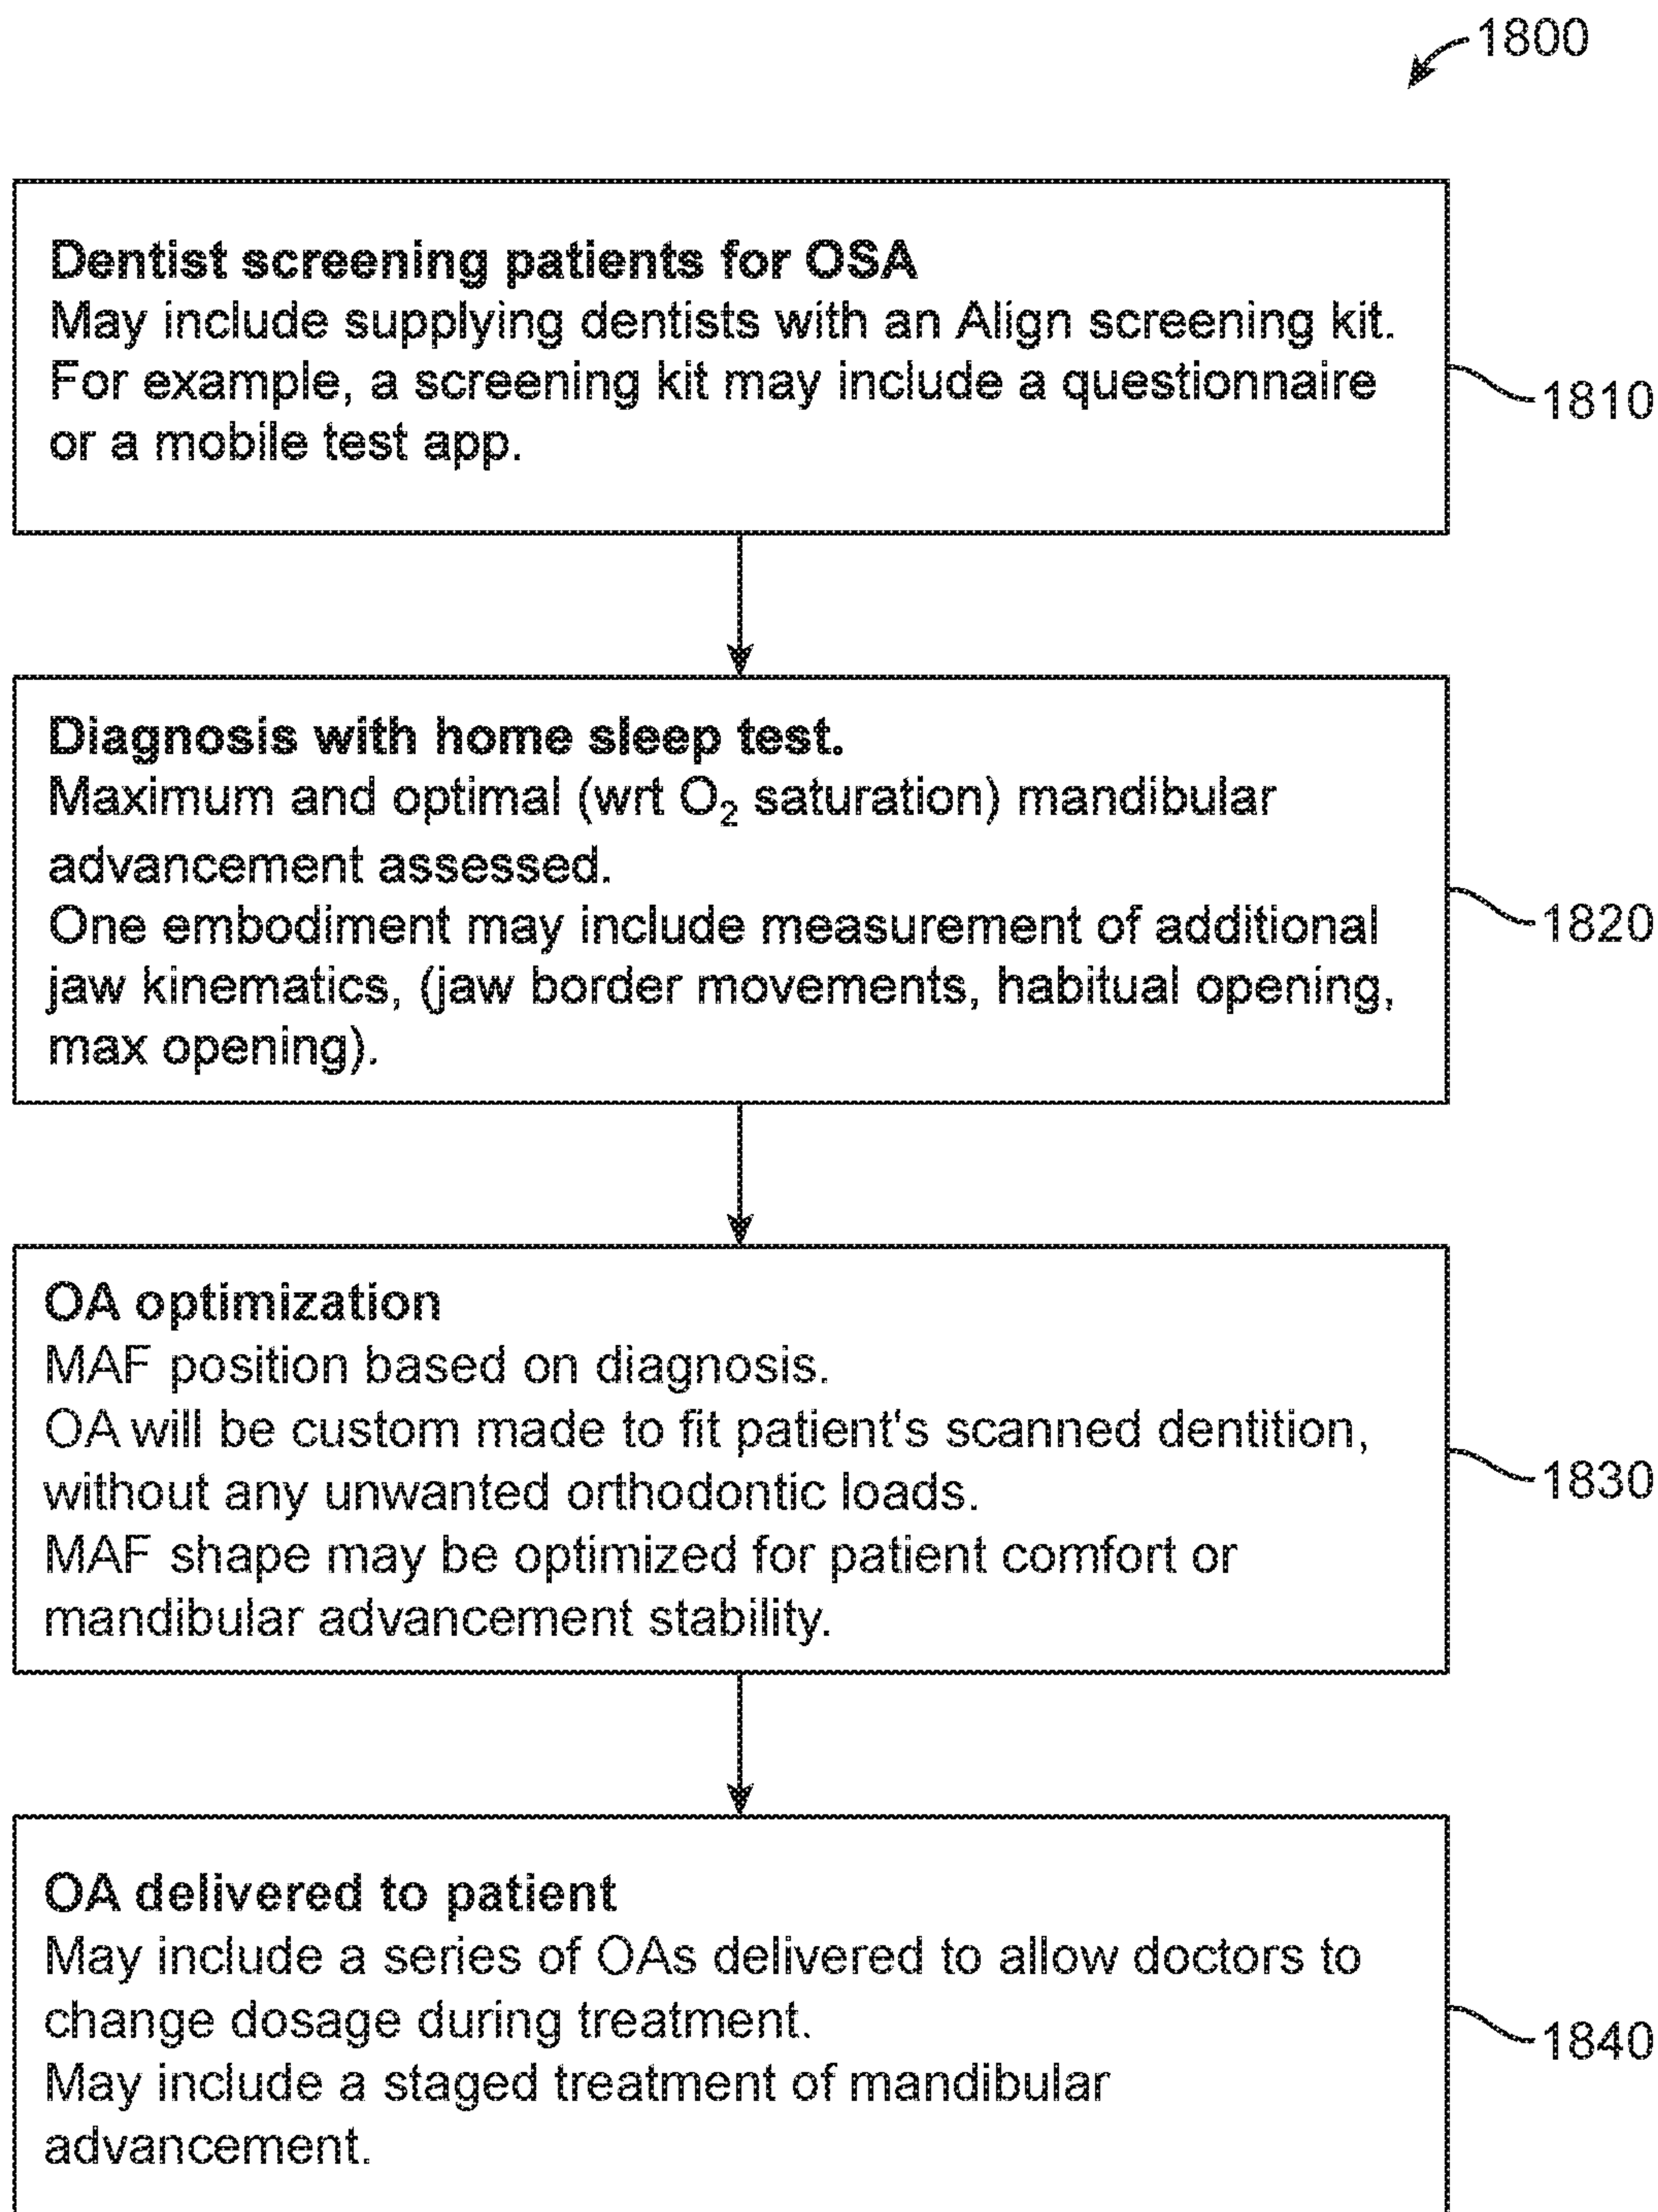 1800
Dentist screening patients for OSA
May include supplying dentists with an Align screening kit.
For example, a screening kit may include a questionnaire
or a mobile test app.
1810
Diagnosis with home sleep test.
Maximum and optimal (wrt O₂ saturation) mandibular
advancement assessed.
One embodiment may include measurement of additional
jaw kinematics, (jaw border movements, habitual opening,
max opening).
1820
OA optimization
MAF position based on diagnosis.
OA will be custom made to fit patient's scanned dentition,
without any unwanted orthodontic loads.
MAF shape may be optimized for patient comfort or
mandibular advancement stability.
1830
OA delivered to patient
May include a series of OAs delivered to allow doctors to
change dosage during treatment.
May include a staged treatment of mandibular
advancement.
1840